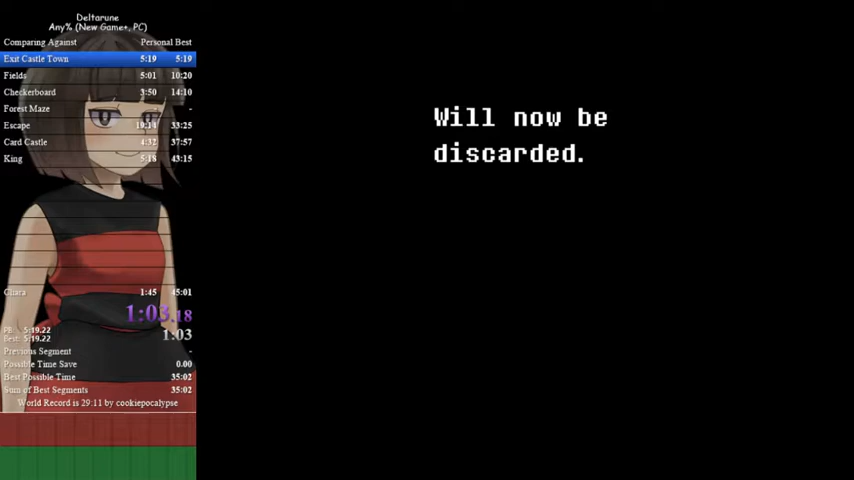 Deltarune
Any% (New Game+, PC)
Comparing Against Personal Best
Exit Castle Town 5:19 5:19
Fields 5:01 10:20
Checkerboard 3:50 14:10
Forest Maze - -
Escape 19:14 33:25
Card Castle 4:32 37:57
King 5:18 43:15
Chara 1:45 45:01
1:03.18
PB: 5:19.22
Best: 5:19.22
1:03
Previous Segment -
Possible Time Save 0.00
Best Possible Time 35:02
Sum of Best Segments 35:02
World Record is 29:11 by cookiepocalypse
Will now be
discarded.